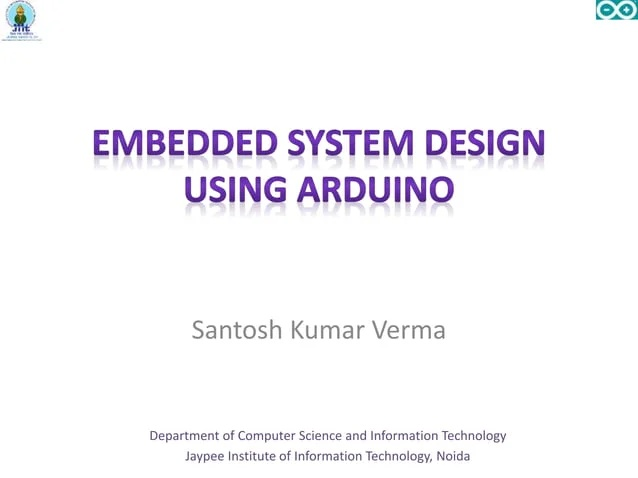 jiit
EMBEDDED SYSTEM DESIGN
USING ARDUINO
Santosh Kumar Verma
Department of Computer Science and Information Technology
Jaypee Institute of Information Technology, Noida